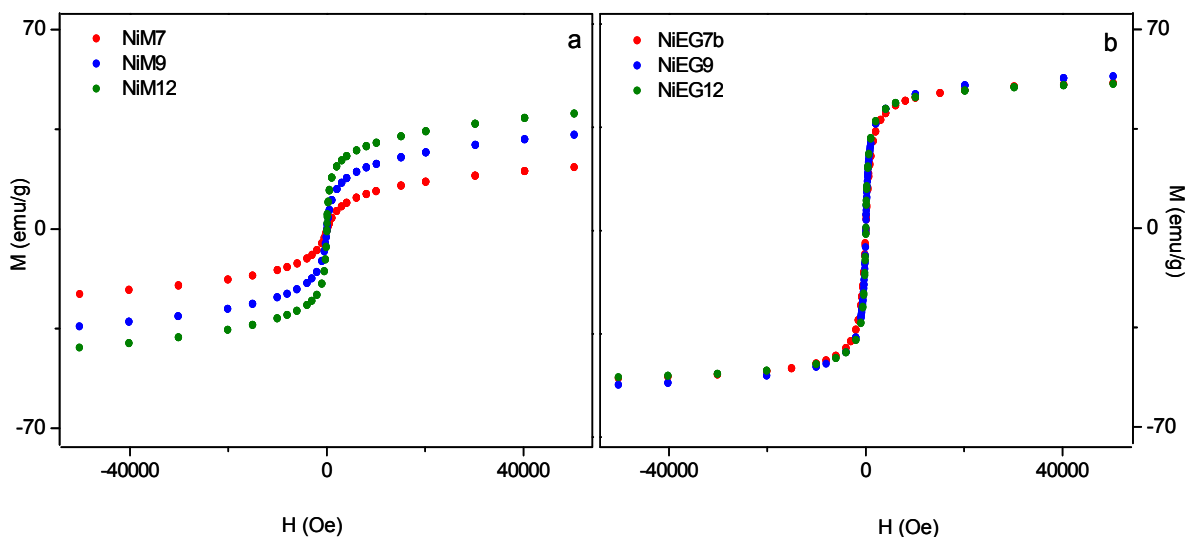 70
0
-70
M (emu/g)
NiM7
NiM9
NiM12
a
-40000 0 40000
H (Oe)
NiEG7b
NiEG9
NiEG12
b
70
0
-70
M (emu/g)
-40000 0 40000
H (Oe)